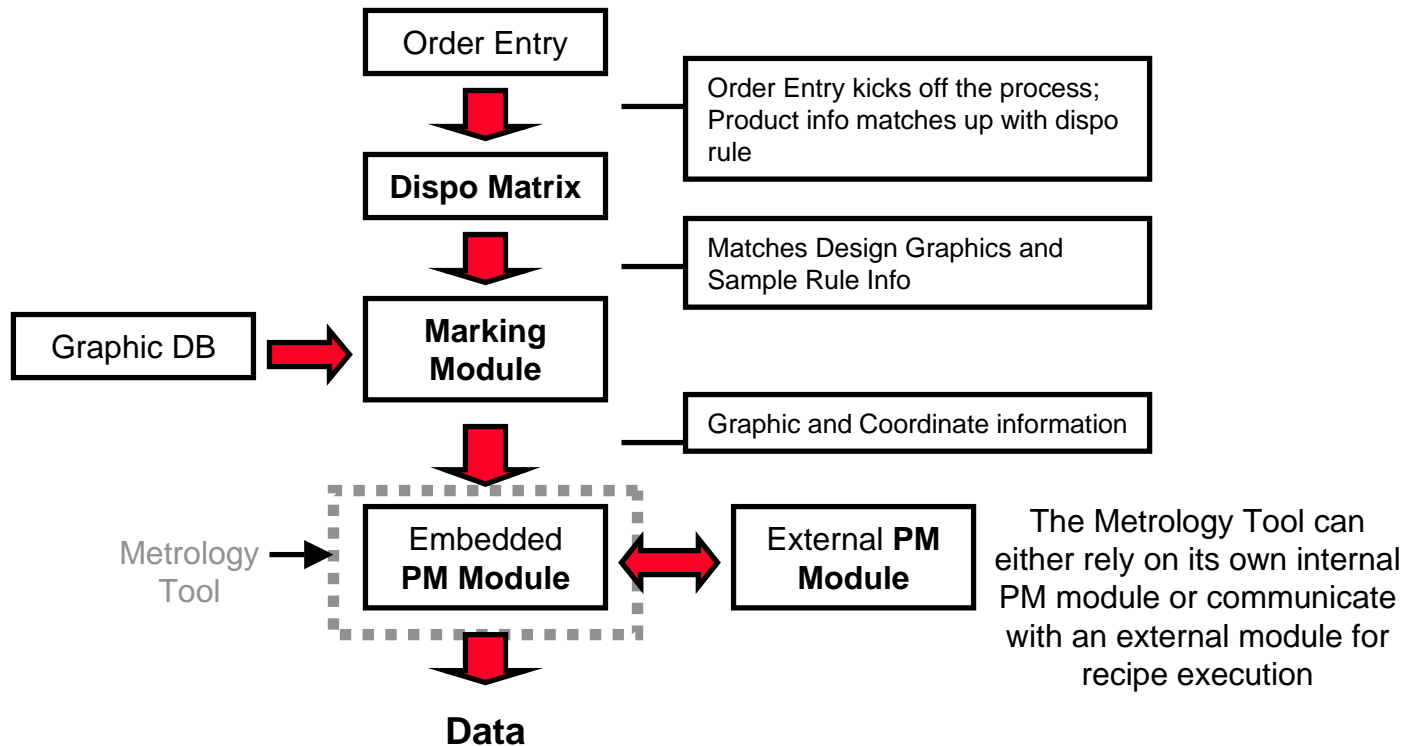 Order Entry
Order Entry kicks off the process;
Product info matches up with dispo
rule
Dispo Matrix
Matches Design Graphics and
Sample Rule Info
Graphic DB
Marking
Module
Graphic and Coordinate information
Metrology
Tool
Embedded
PM Module
External PM
Module
The Metrology Tool can
either rely on its own internal
PM module or communicate
with an external module for
recipe execution
Data